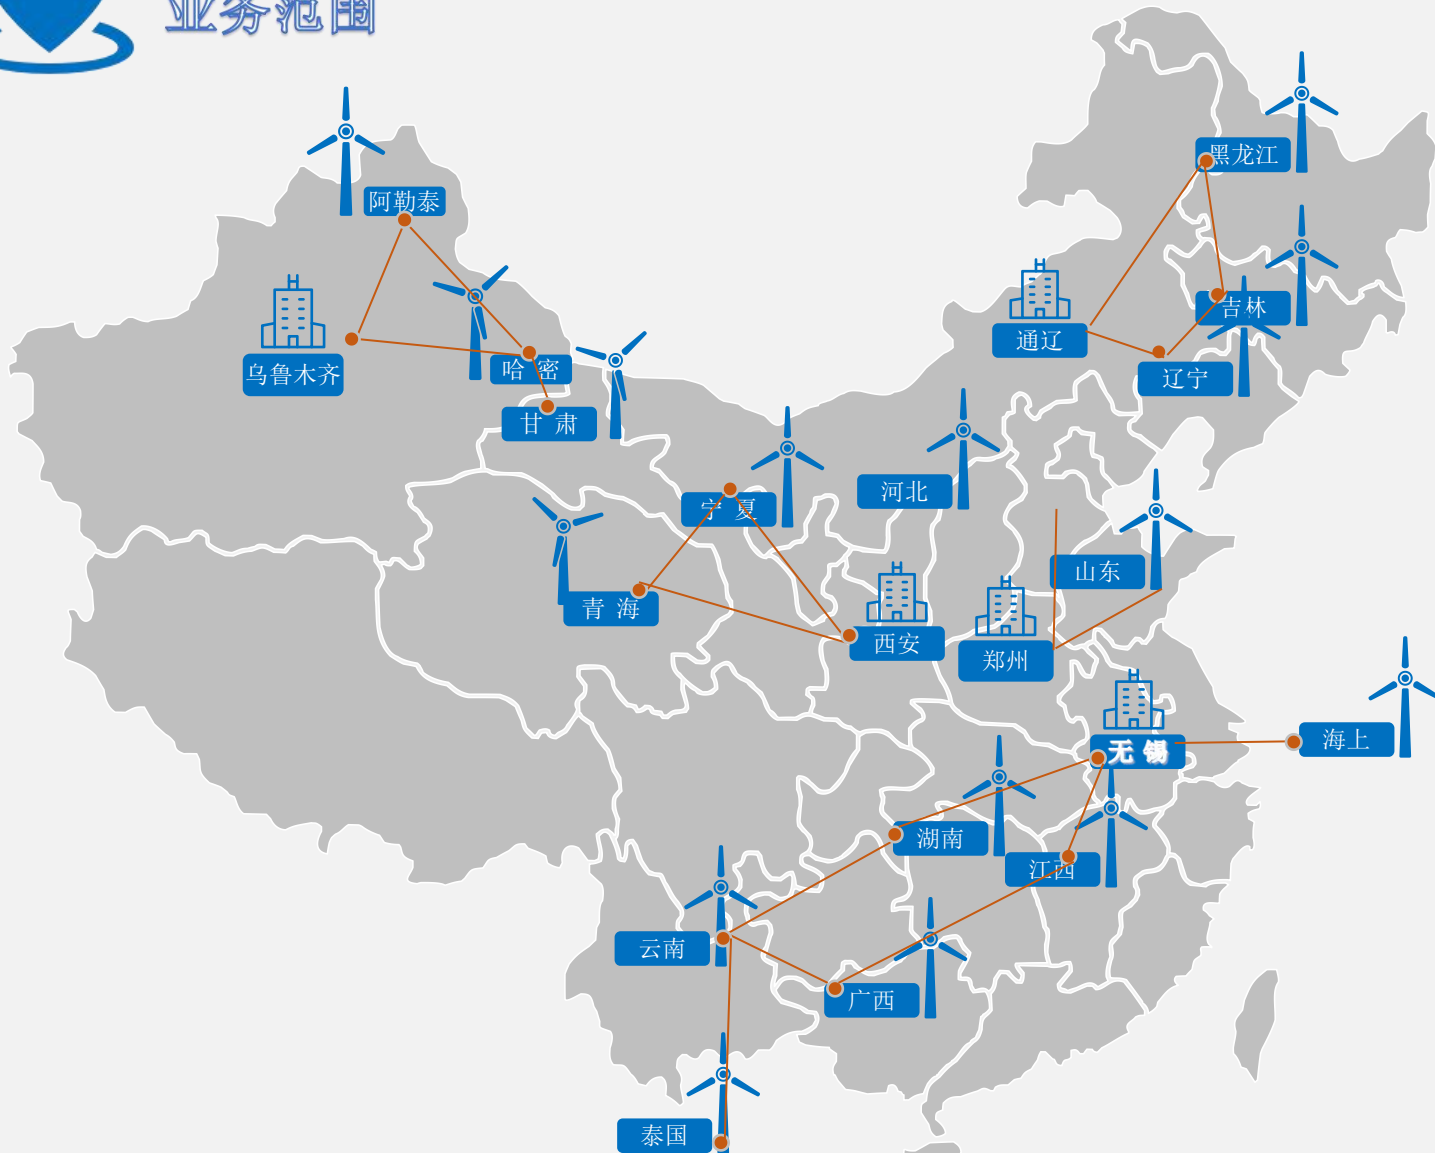 业务范围
黑龙江
阿勒泰
吉林
通辽
乌鲁木齐
哈密
辽宁
甘肃
河北
宁夏
山东
青海
西安
郑州
无锡
海上
湖南
江西
云南
广西
泰国